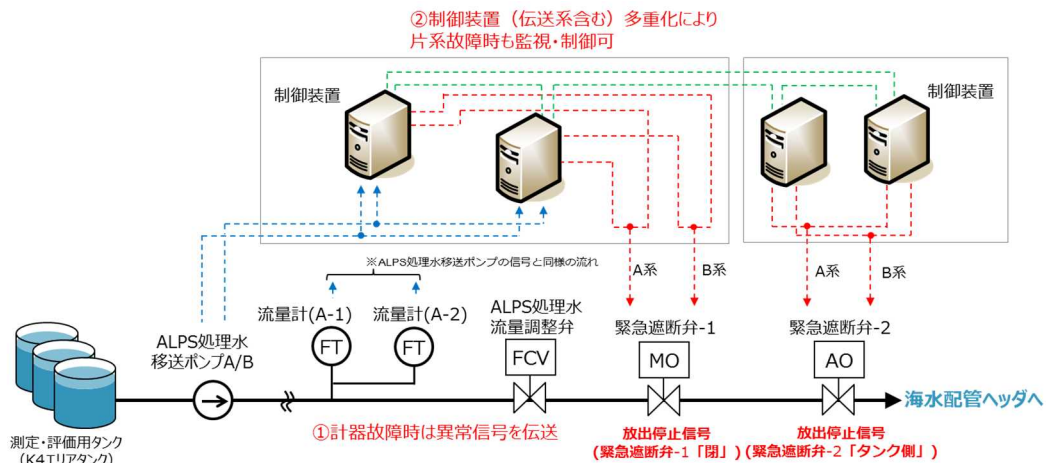 ②制御装置（伝送系含む）多重化により
片系故障時も監視・制御可
制御装置
制御装置
※ALPS処理水移送ポンプの信号と同様の流れ
A系
B系
A系
B系
ALPS処理水
移送ポンプA/B
流量計(A-1)
流量計(A-2)
ALPS処理水
流量調整弁
緊急遮断弁-1
緊急遮断弁-2
FT
FT
FCV
MO
AO
海水配管ヘッダへ
測定・評価用タンク
(K4エリアタンク)
①計器故障時は異常信号を伝送
放出停止信号
(緊急遮断弁-1「閉」)
放出停止信号
(緊急遮断弁-2「タンク側」)